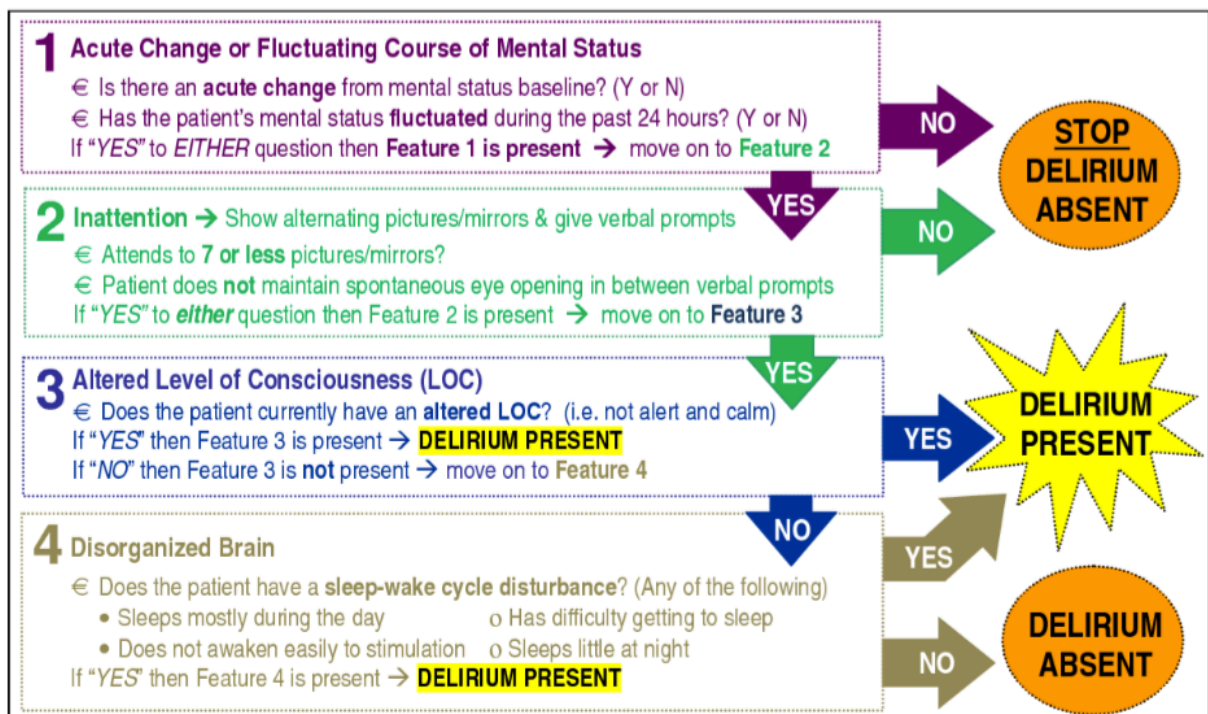 1 Acute Change or Fluctuating Course of Mental Status
€ Is there an acute change from mental status baseline? (Y or N)
€ Has the patient's mental status fluctuated during the past 24 hours? (Y or N)
If "YES" to EITHER question then Feature 1 is present → move on to Feature 2
NO
STOP
DELIRIUM
ABSENT
YES
2 Inattention → Show alternating pictures/mirrors & give verbal prompts
€ Attends to 7 or less pictures/mirrors?
€ Patient does not maintain spontaneous eye opening in between verbal prompts
If "YES" to either question then Feature 2 is present → move on to Feature 3
NO
YES
3 Altered Level of Consciousness (LOC)
€ Does the patient currently have an altered LOC? (i.e. not alert and calm)
If "YES" then Feature 3 is present → DELIRIUM PRESENT
If "NO" then Feature 3 is not present → move on to Feature 4
YES
DELIRIUM
PRESENT
NO
4 Disorganized Brain
€ Does the patient have a sleep-wake cycle disturbance? (Any of the following)
• Sleeps mostly during the day o Has difficulty getting to sleep
• Does not awaken easily to stimulation o Sleeps little at night
If "YES" then Feature 4 is present → DELIRIUM PRESENT
YES
NO
DELIRIUM
ABSENT